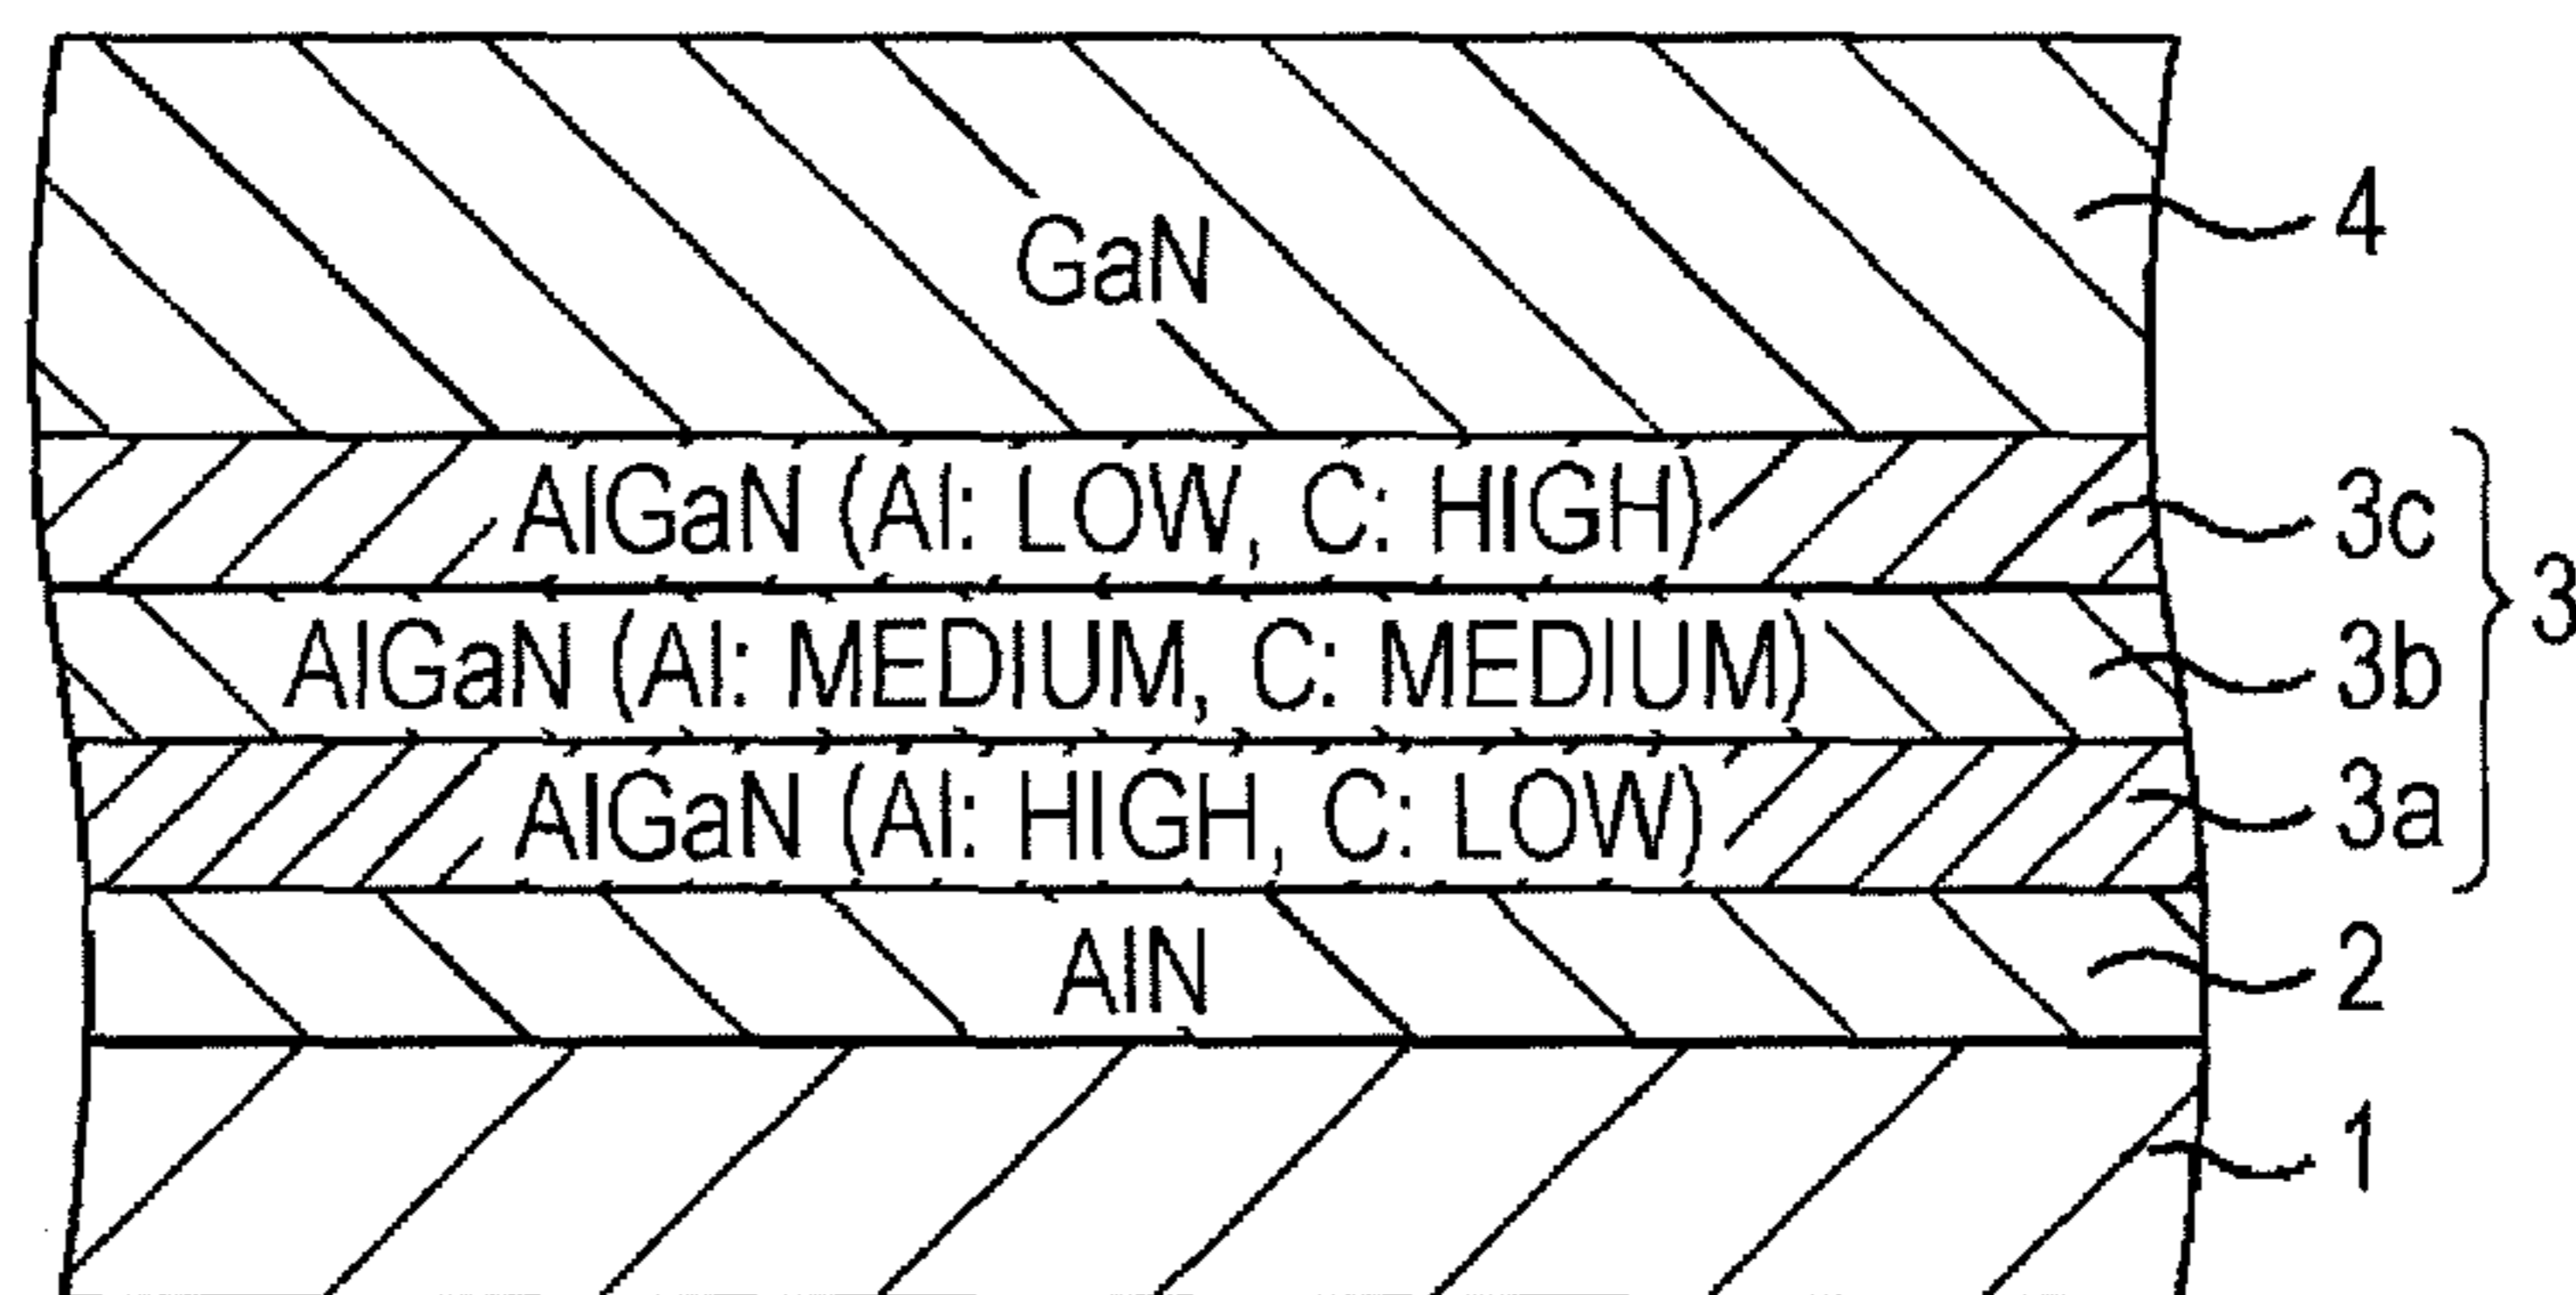 GaN 4
AlGaN (Al: LOW, C: HIGH) 3c
AlGaN (Al: MEDIUM, C: MEDIUM) 3b 3
AlGaN (Al: HIGH, C: LOW) 3a
AlN 2
1